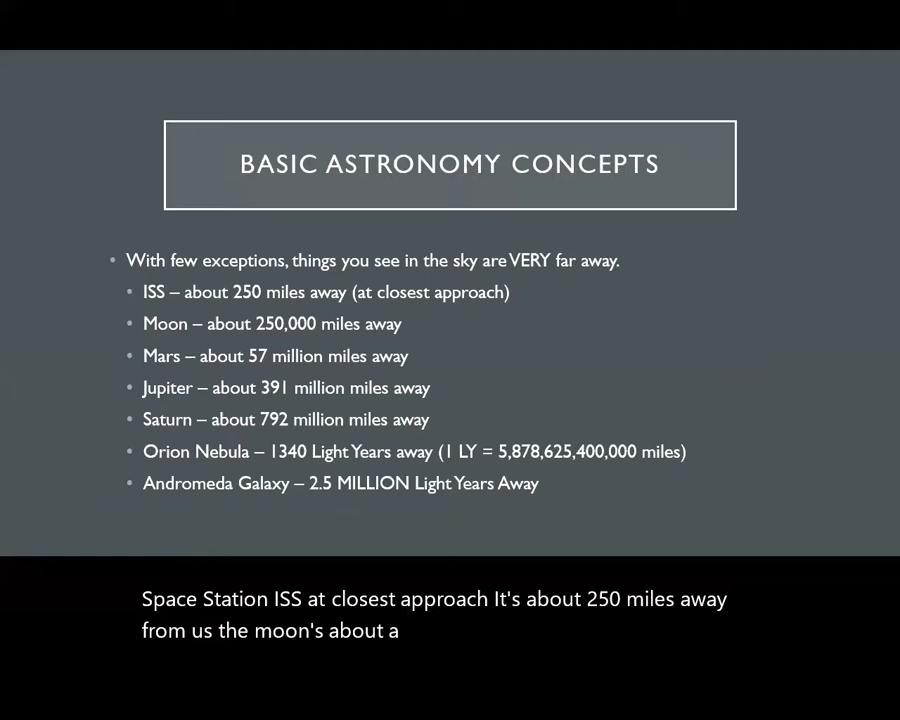 BASIC ASTRONOMY CONCEPTS
• With few exceptions, things you see in the sky are VERY far away.
• ISS – about 250 miles away (at closest approach)
• Moon – about 250,000 miles away
• Mars – about 57 million miles away
• Jupiter – about 391 million miles away
• Saturn – about 792 million miles away
• Orion Nebula – 1340 Light Years away (1 LY = 5,878,625,400,000 miles)
• Andromeda Galaxy – 2.5 MILLION Light Years Away
Space Station ISS at closest approach It's about 250 miles away
from us the moon's about a